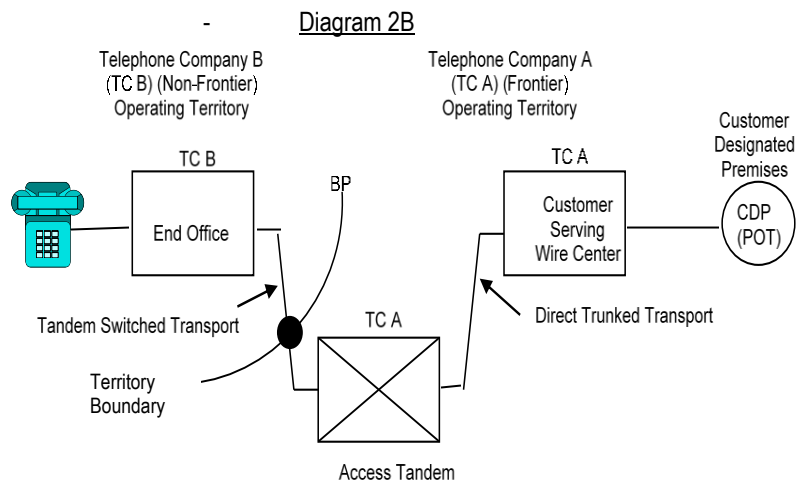 -
Diagram 2B
Telephone Company B
(TC B) (Non-Frontier)
Operating Territory
Telephone Company A
(TC A) (Frontier)
Operating Territory
Customer
Designated
Premises
TC B
End Office
BP
TC A
Customer
Serving
Wire Center
CDP
(POT)
Tandem Switched Transport
Direct Trunked Transport
TC A
Territory
Boundary
Access Tandem